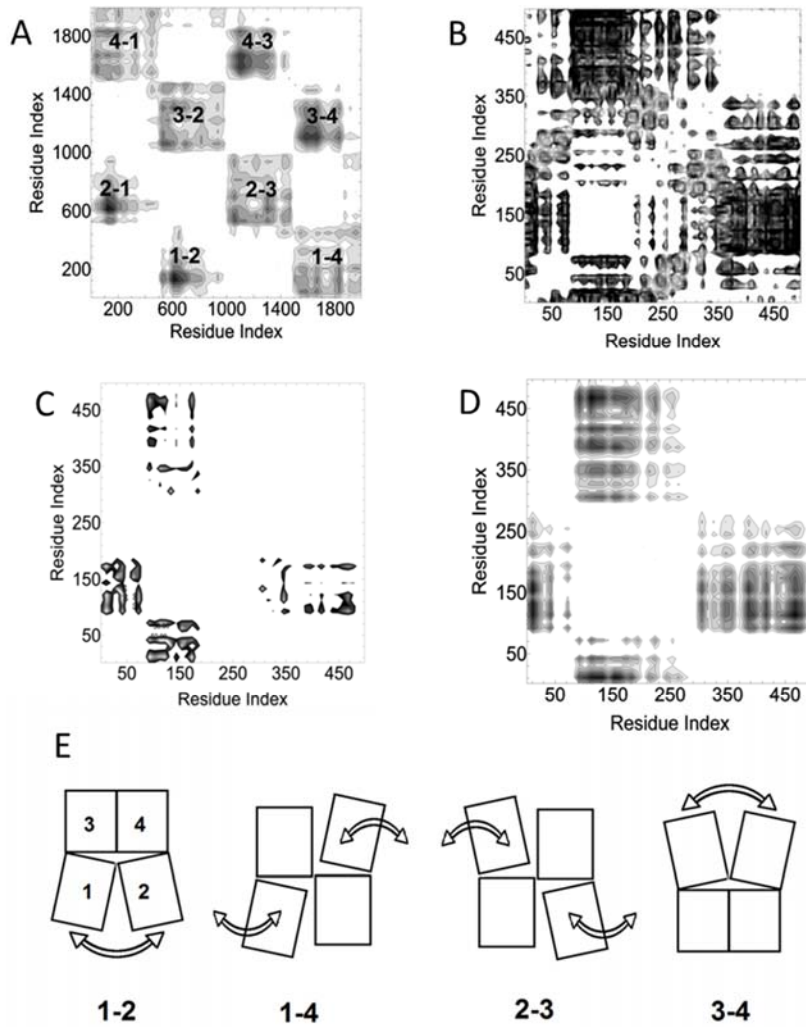 A
4-1 4-3
3-2 3-4
2-1 2-3
1-2 1-4
1800
1400
1000
600
200
200 600 1000 1400 1800
Residue Index
Residue Index
B
450
350
250
150
50
50 150 250 350 450
Residue Index
Residue Index
C
450
350
250
150
50
50 150 250 350 450
Residue Index
Residue Index
D
450
350
250
150
50
50 150 250 350 450
Residue Index
Residue Index
E
3 4
1 2
1-2 1-4 2-3 3-4